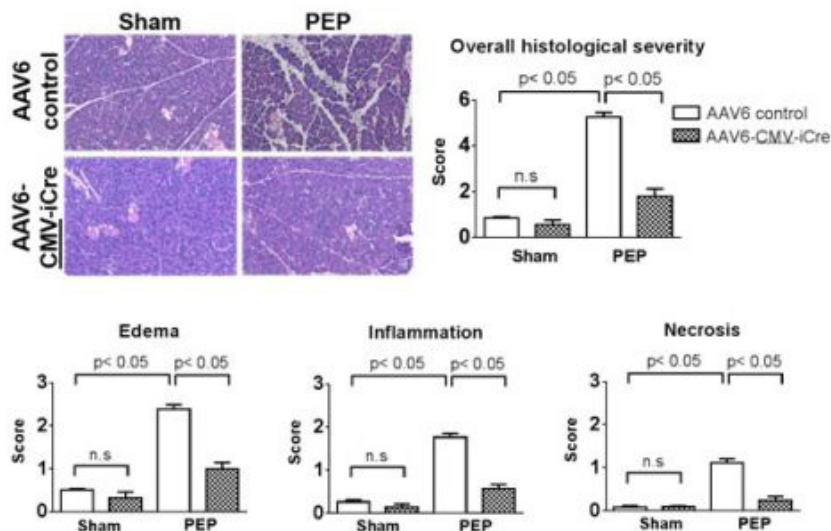 Sham PEP
AAV6 control
AAV6-CMV-iCre
Overall histological severity
p< 0.05 p< 0.05
n.s
Score
6
4
2
0
Sham PEP
AAV6 control
AAV6-CMV-iCre
Edema
p< 0.05 p< 0.05
n.s
Score
3
2
1
0
Sham PEP
Inflammation
p< 0.05 p< 0.05
n.s
Score
3
2
1
0
Sham PEP
Necrosis
p< 0.05 p< 0.05
n.s
Score
3
2
1
0
Sham PEP